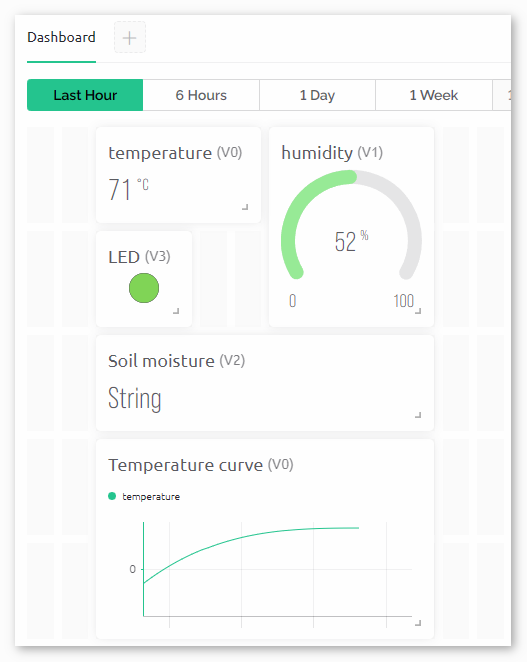 Dashboard +
Last Hour 6 Hours 1 Day 1 Week 1
temperature (V0)
71 °C
humidity (V1)
52 %
0 100
LED (V3)
Soil moisture (V2)
String
Temperature curve (V0)
temperature
0